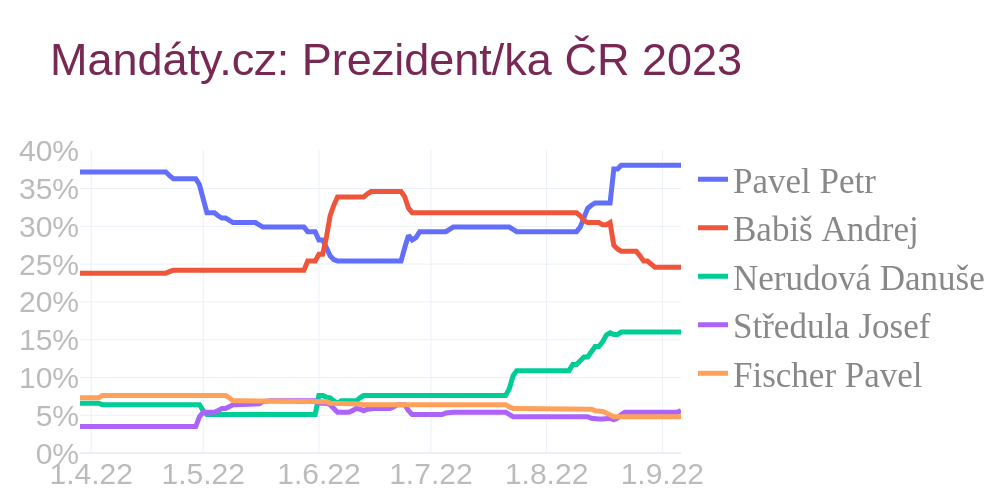 Mandáty.cz: Prezident/ka ČR 2023
40%
35%
30%
25%
20%
15%
10%
5%
0%
1.4.22 1.5.22 1.6.22 1.7.22 1.8.22 1.9.22
Pavel Petr
Babiš Andrej
Nerudová Danuše
Středula Josef
Fischer Pavel